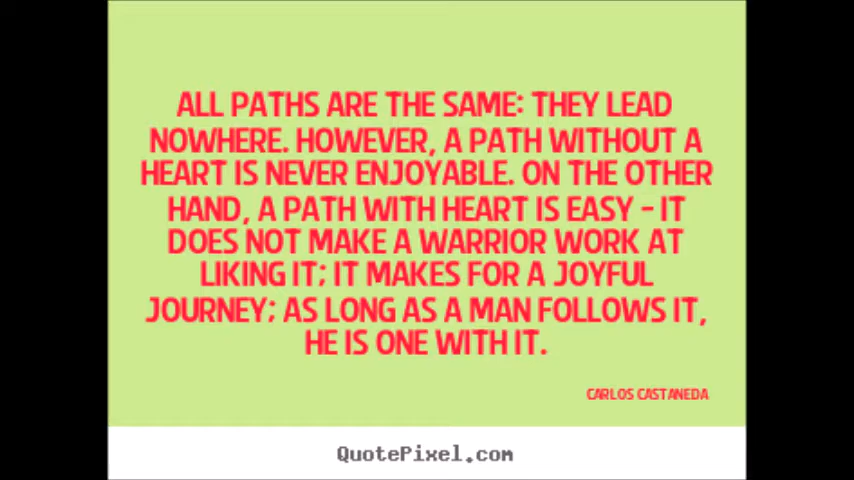 ALL PATHS ARE THE SAME: THEY LEAD
NOWHERE. HOWEVER, A PATH WITHOUT A
HEART IS NEVER ENJOYABLE. ON THE OTHER
HAND, A PATH WITH HEART IS EASY - IT
DOES NOT MAKE A WARRIOR WORK AT
LIKING IT; IT MAKES FOR A JOYFUL
JOURNEY; AS LONG AS A MAN FOLLOWS IT,
HE IS ONE WITH IT.
CARLOS CASTANEDA
QuotePixel.com